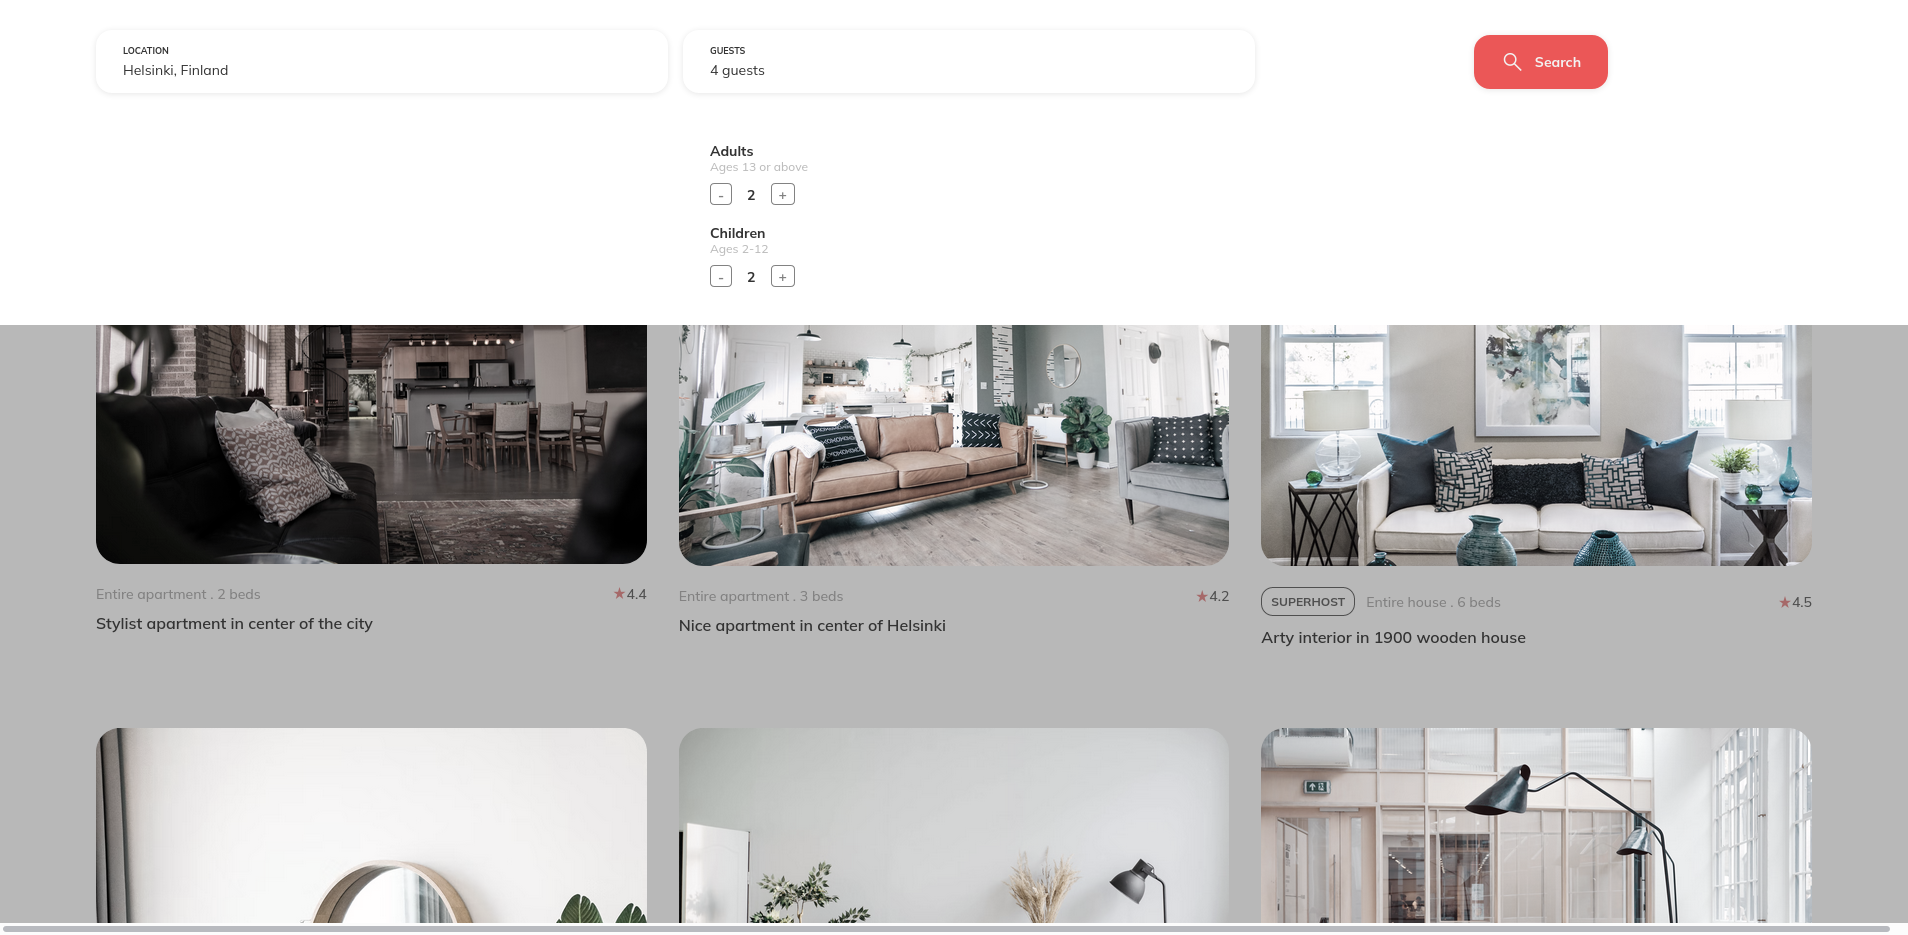 LOCATION
Helsinki, Finland
GUESTS
4 guests
Search
Adults
Ages 13 or above
- 2 +
Children
Ages 2-12
- 2 +
Entire apartment . 2 beds
★4.4
Stylist apartment in center of the city
Entire apartment . 3 beds
★4.2
Nice apartment in center of Helsinki
SUPERHOST
Entire house . 6 beds
★4.5
Arty interior in 1900 wooden house